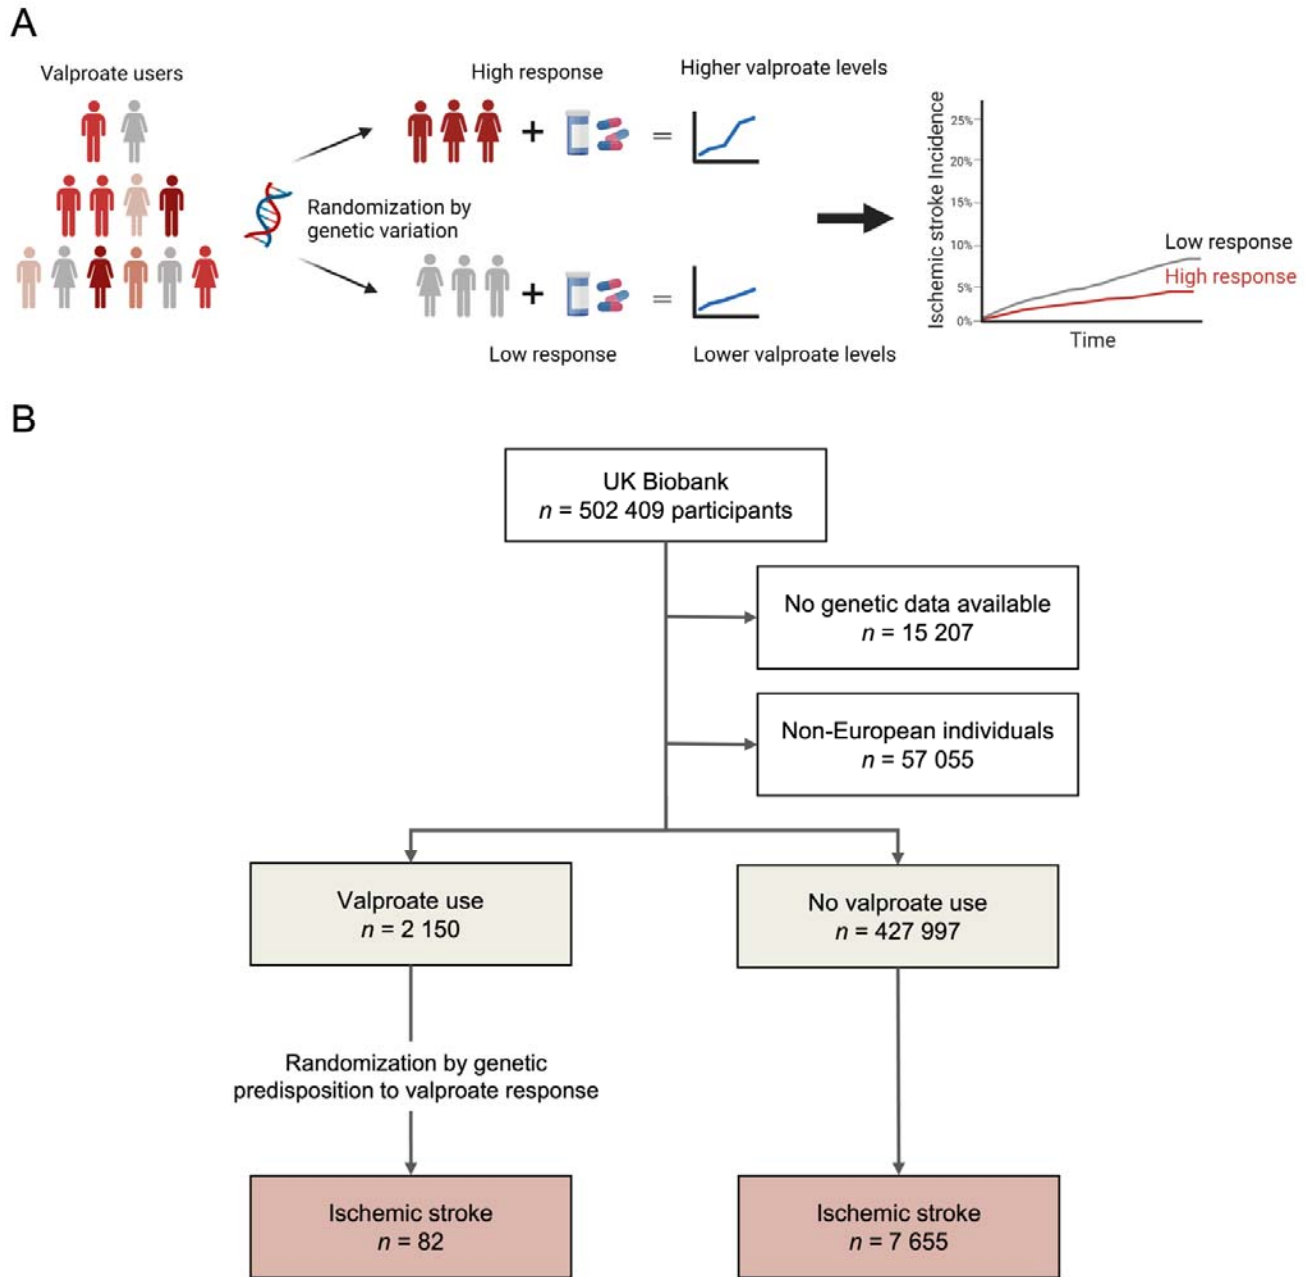 A
Valproate users
High response
Higher valproate levels
+
=
Randomization by
genetic variation
+
=
Low response
Lower valproate levels
Ischemic stroke Incidence
25%
20%
15%
10%
5%
0%
Low response
High response
Time
B
UK Biobank
n = 502 409 participants
No genetic data available
n = 15 207
Non-European individuals
n = 57 055
Valproate use
n = 2 150
No valproate use
n = 427 997
Randomization by genetic
predisposition to valproate response
Ischemic stroke
n = 82
Ischemic stroke
n = 7 655